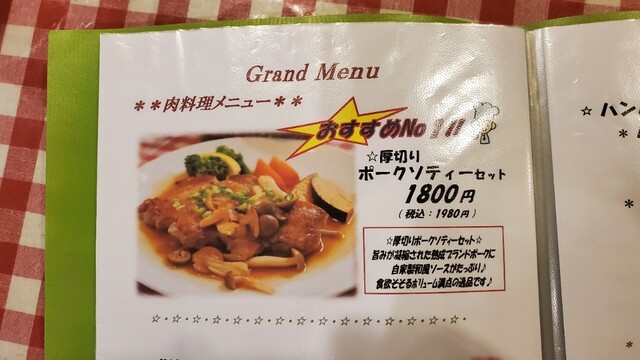 Grand Menu
**肉料理メニュー**
おすすめNo1!!
☆厚切り
ポークソティーセット
1800円
(税込:1980円)
☆厚切りポークソティーセット☆
旨みが凝縮された熟成ブランドポークに
自家製和風ソースがたっぷり♪
食欲そそるボリューム満点の逸品です♪
☆・☆・☆・☆・☆・☆・☆・☆・☆・☆・☆・☆・☆・☆・☆・☆
☆ ハン
*
*
*